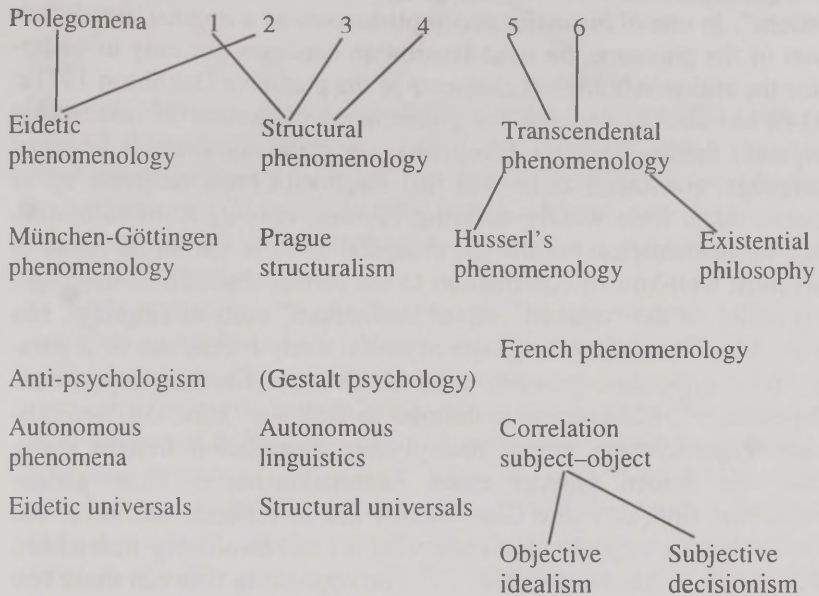 Prolegomena 1 2 3 4 5 6
Eidetic Structural Transcendental
phenomenology phenomenology phenomenology
München-Göttingen Prague Husserl's Existential
phenomenology structuralism phenomenology philosophy
French phenomenology
Anti-psychologism (Gestalt psychology)
Autonomous Autonomous Correlation
phenomena linguistics subject–object
Eidetic universals Structural universals
Objective Subjective
idealism decisionism